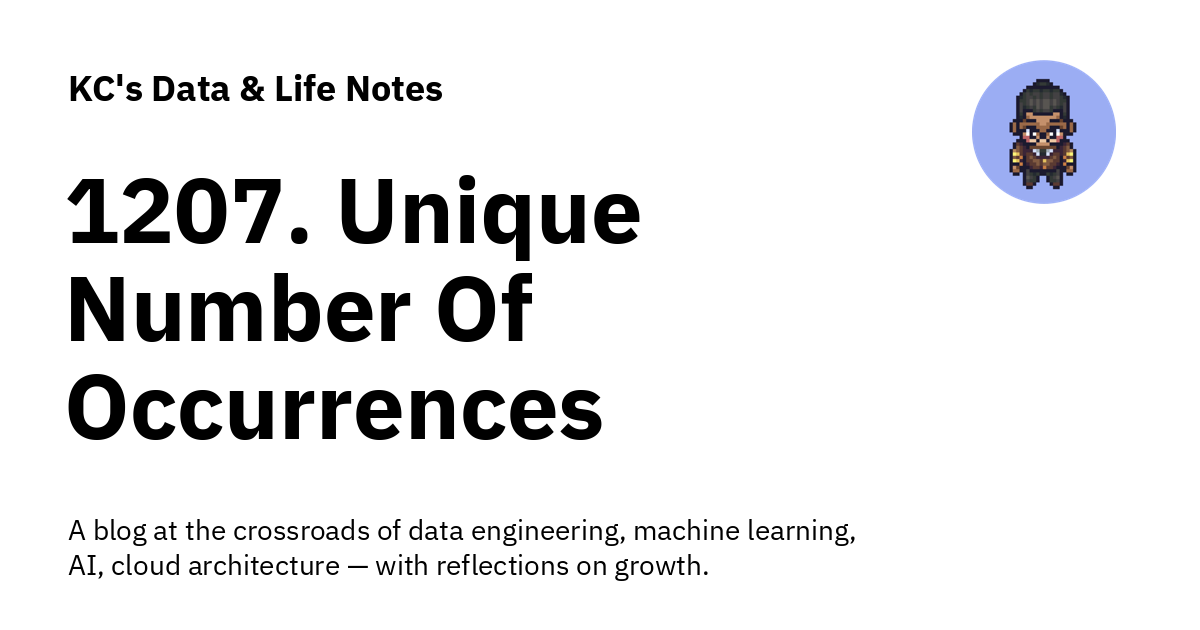 KC's Data & Life Notes
1207. Unique
Number Of
Occurrences
A blog at the crossroads of data engineering, machine learning,
AI, cloud architecture — with reflections on growth.